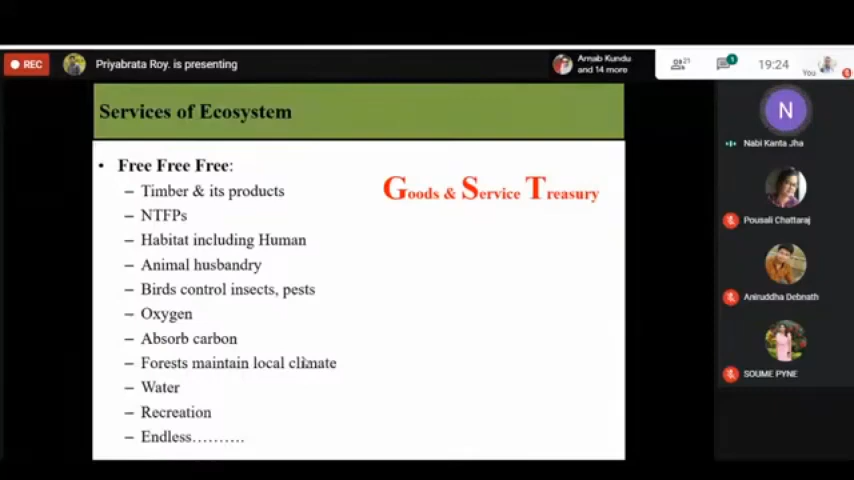 REC
Priyabrata Roy. is presenting
Arnab Kundu
and 14 more
21
1
19:24
You
Services of Ecosystem
• Free Free Free:
Goods & Service Treasury
– Timber & its products
– NTFPs
– Habitat including Human
– Animal husbandry
– Birds control insects, pests
– Oxygen
– Absorb carbon
– Forests maintain local climate
– Water
– Recreation
– Endless..........
N
Nabi Kanta Jha
Pousali Chattaraj
Aniruddha Debnath
SOUME PYNE